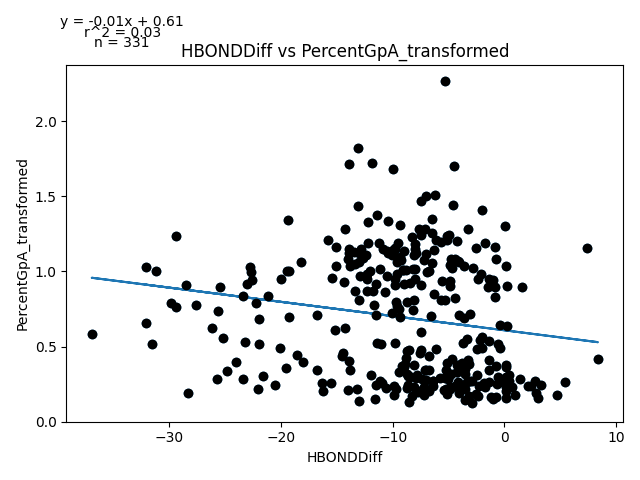 y = -0.01x + 0.61
r^2 = 0.03
n = 331
HBONDDiff vs PercentGpA_transformed
PercentGpA_transformed
2.0
1.5
1.0
0.5
0.0
−30
−20
−10
0
10
HBONDDiff